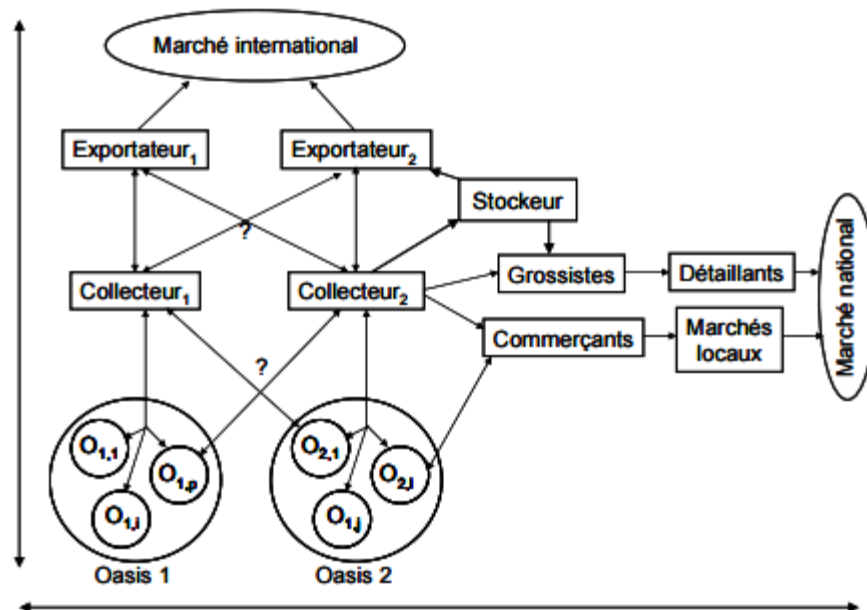 Marché international
Exportateur1
Exportateur2
Stockeur
?
Collecteur1
Collecteur2
Grossistes
Détaillants
Commerçants
Marchés
locaux
Marché national
?
O1,1
O1,p
O1,i
O2,1
O2,l
O1,j
Oasis 1
Oasis 2